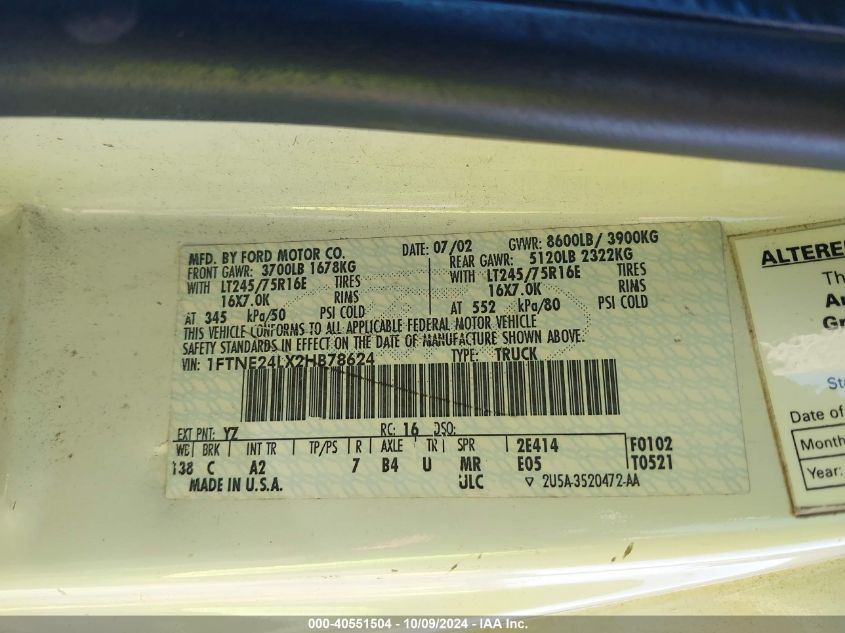 MFD. BY FORD MOTOR CO.
DATE: 07/02 GVWR: 8600LB/ 3900KG
FRONT GAWR: 3700LB 1678KG REAR GAWR: 5120LB 2322KG
WITH LT245/75R16E TIRES WITH LT245/75R16E TIRES
16X7.0K RIMS 16X7.0K RIMS
AT 345 kPa/50 PSI COLD AT 552 kPa/80 PSI COLD
THIS VEHICLE CONFORMS TO ALL APPLICABLE FEDERAL MOTOR VEHICLE
SAFETY STANDARDS IN EFFECT ON THE DATE OF MANUFACTURE SHOWN ABOVE.
VIN: 1FTNE24LX2HB78624 TYPE: TRUCK
EXT PNT: YZ RC: 16 DSO:
WB BRK INT TR TP/PS R AXLE TR SPR 2E414 F0102
138 C A2 7 B4 U MR E05 T0521
MADE IN U.S.A. ULC ▽ 2U5A-3520472-AA
ALTERE
Th
An
Gr
St
Date of
Month
Year:
000-40551504 - 10/09/2024 - IAA Inc.